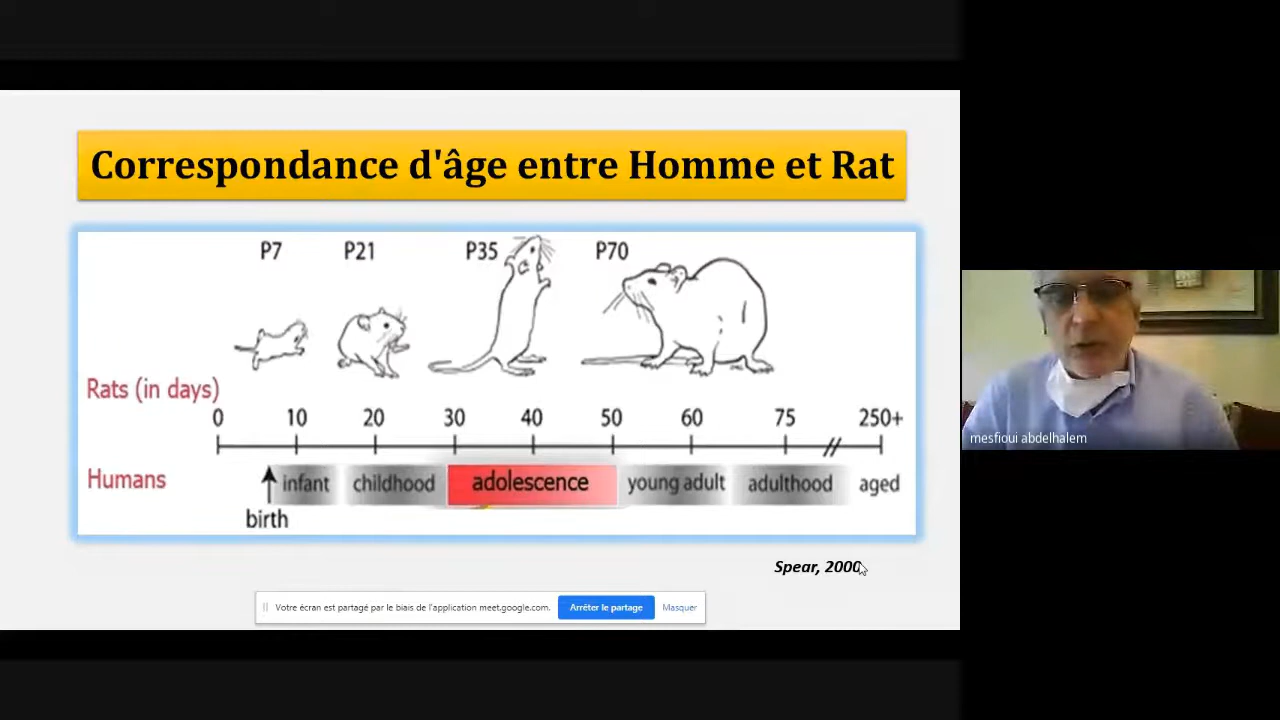 Correspondance d'âge entre Homme et Rat
P7 P21 P35 P70
Rats (in days)
0 10 20 30 40 50 60 75 250+
Humans
infant childhood adolescence young adult adulthood aged
birth
Spear, 2000
mesfioui abdelhalem
Votre écran est partagé par le biais de l'application meet.google.com. Arrêter le partage Masquer